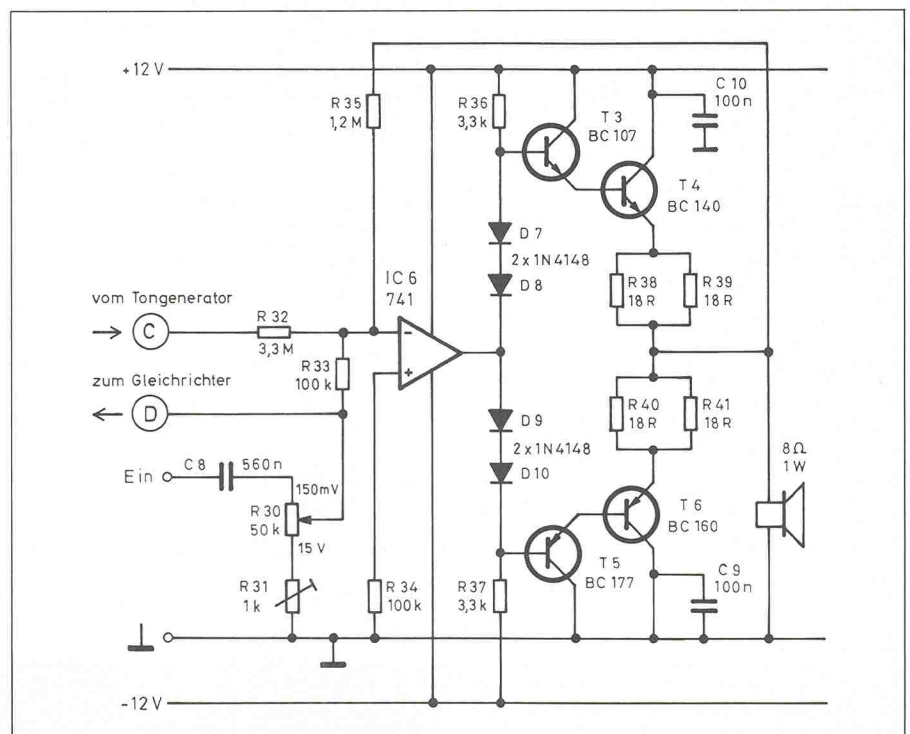 +12 V
R 35
1,2 M
R 36
3,3 k
T 3
BC 107
C 10
100 n
T 4
BC 140
D 7
2 x 1N 4148
D 8
R 38
18 R
R 39
18 R
IC 6
741
vom Tongenerator
C
R 32
3,3 M
-
+
R 33
100 k
zum Gleichrichter
D
D 9
2 x 1N 4148
D 10
R 40
18 R
R 41
18 R
8 Ω
1 W
Ein
C 8
560 n
150 mV
R 30
50 k
15 V
R 31
1 k
R 34
100 k
R 37
3,3 k
T 5
BC 177
T 6
BC 160
C 9
100 n
-12 V